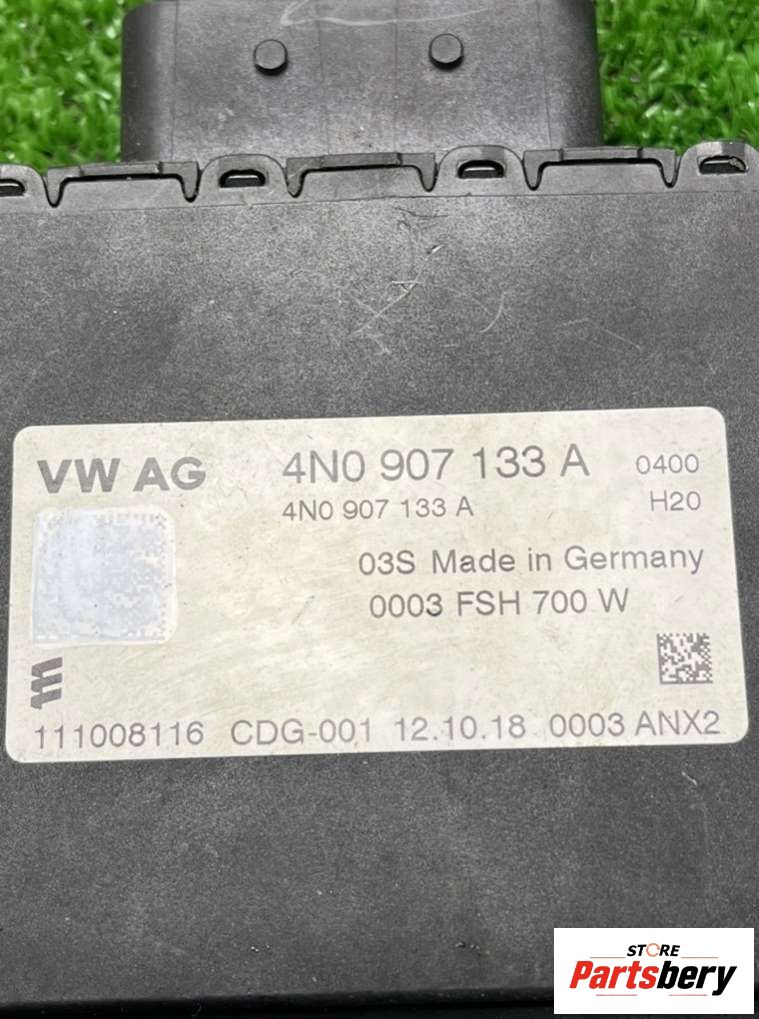 VW AG 4N0 907 133 A 0400
4N0 907 133 A H20
03S Made in Germany
0003 FSH 700 W
111008116 CDG-001 12.10.18 0003 ANX2
STORE
Partsbery